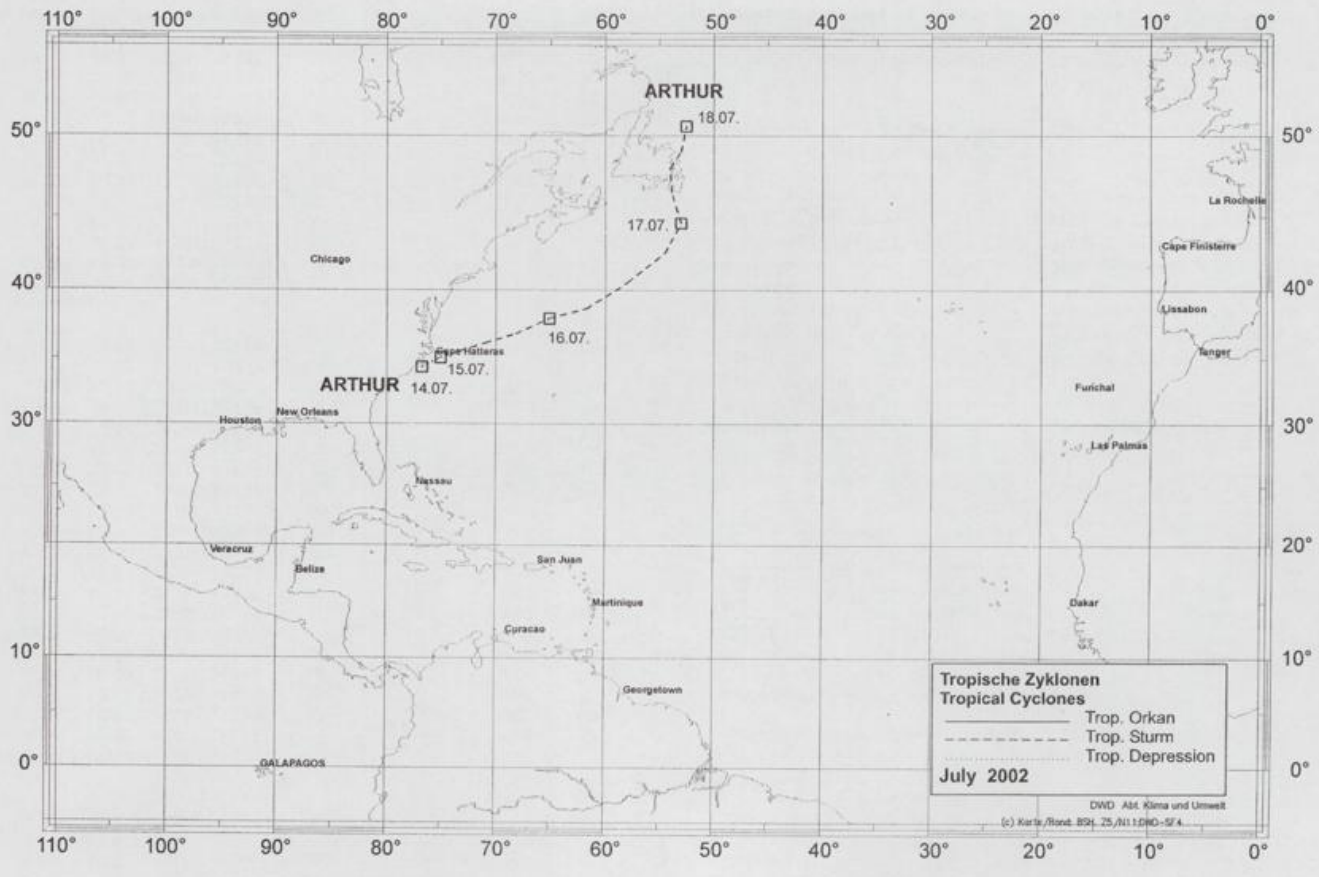 110° 100° 90° 80° 70° 60° 50° 40° 30° 20° 10° 0°
ARTHUR
18.07.
50° 50°
La Rochelle
17.07.
Cape Finisterre
Chicago
40° 40°
Lissabon
16.07.
Cape Hatteras
Tanger
15.07.
ARTHUR 14.07.
Furichal
New Orleans
Houston
30° 30°
Las Palmas
Nassau
Veracruz
20° 20°
San Juan
Belize
Martinique
Dakar
Curacao
10° 10°
Georgetown
Tropische Zyklonen
Tropical Cyclones
Trop. Orkan
Trop. Sturm
Trop. Depression
July 2002
GALAPAGOS
0° 0°
DWD Abt. Klima und Umwelt
(c) Karte/Rond: BSH,
110° 100° 90° 80° 70° 60° 50° 40° 30° 20° 10° 0°